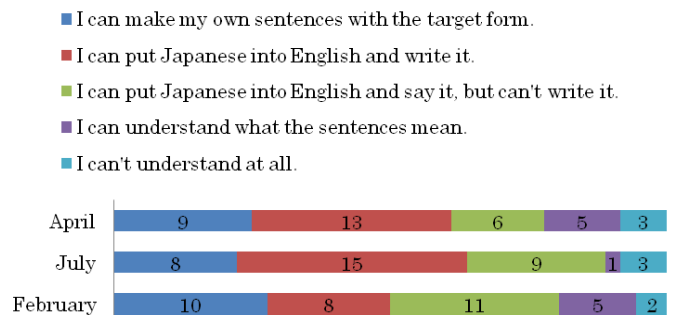 I can make my own sentences with the target form.
I can put Japanese into English and write it.
I can put Japanese into English and say it, but can't write it.
I can understand what the sentences mean.
I can't understand at all.
April 9 13 6 5 3
July 8 15 9 1 3
February 10 8 11 5 2